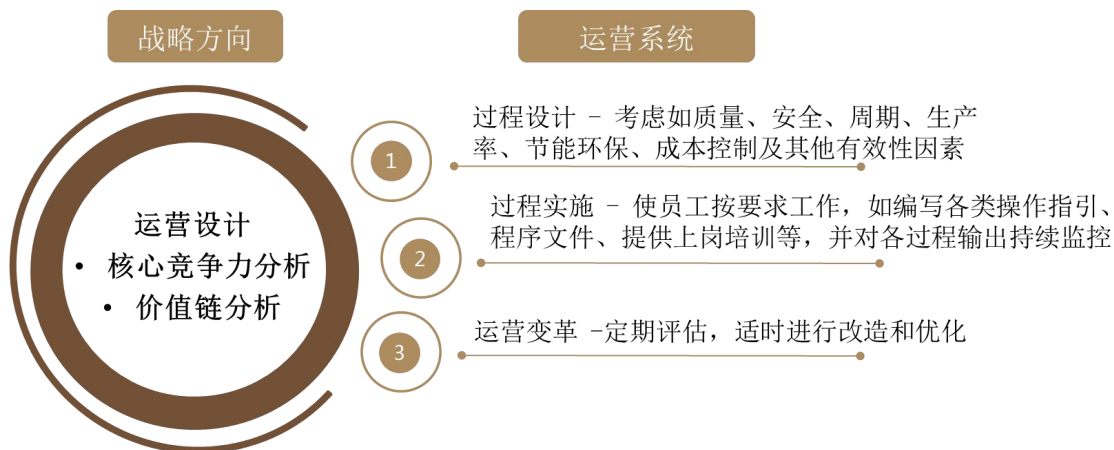 战略方向
运营系统
运营设计
• 核心竞争力分析
• 价值链分析
1
过程设计 - 考虑如质量、安全、周期、生产
率、节能环保、成本控制及其他有效性因素
2
过程实施 - 使员工按要求工作，如编写各类操作指引、
程序文件、提供上岗培训等，并对各过程输出持续监控
3
运营变革 -定期评估，适时进行改造和优化